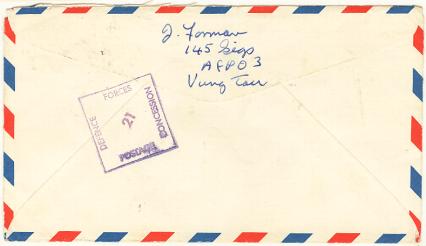 J. Forman
145 Sigs
AFPO 3
Vung Tau
DEFENCE
FORCES
CONCESSION
POSTAGE
21